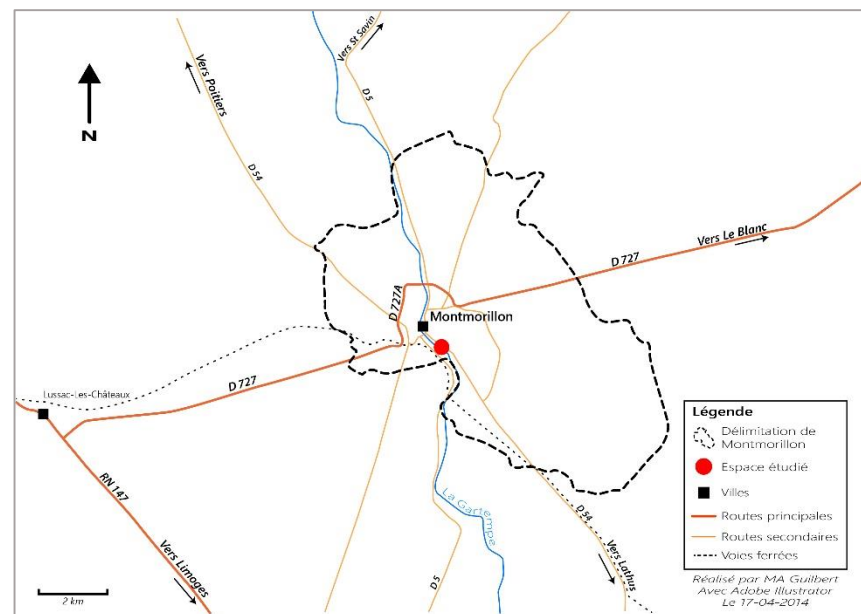 Vers Poitiers
Vers St Savin
N
D 5
D 54
Vers Le Blanc
D 727
D 727A
Montmorillon
D 727
Lussac-Les-Châteaux
RN 147
Vers Limoges
La Gartempe
D 54
Vers Lathus
D 5
2 km
Légende
Délimitation de
Montmorillon
Espace étudié
Villes
Routes principales
Routes secondaires
Voies ferrées
Réalisé par MA Guilbert
Avec Adobe Illustrator
Le 17-04-2014